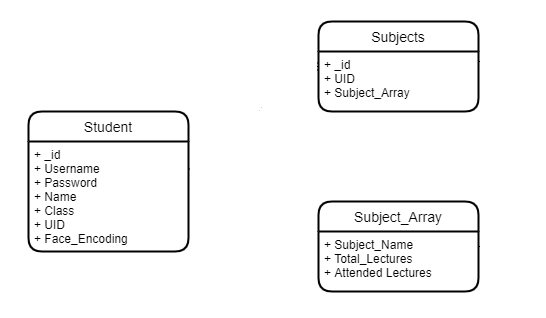 Student
+ _id
+ Username
+ Password
+ Name
+ Class
+ UID
+ Face_Encoding
Subjects
+ _id
+ UID
+ Subject_Array
Subject_Array
+ Subject_Name
+ Total_Lectures
+ Attended Lectures